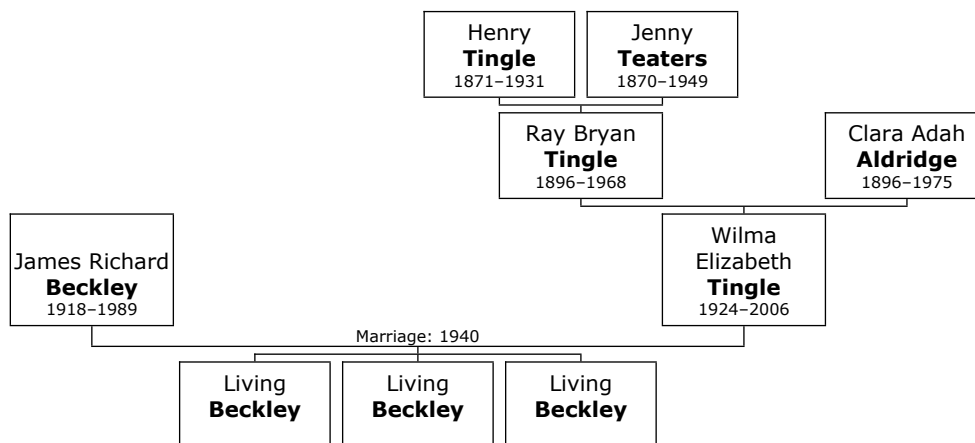 Henry
Tingle
1871–1931
Jenny
Teaters
1870–1949
Ray Bryan
Tingle
1896–1968
Clara Adah
Aldridge
1896–1975
James Richard
Beckley
1918–1989
Wilma
Elizabeth
Tingle
1924–2006
Marriage: 1940
Living
Beckley
Living
Beckley
Living
Beckley